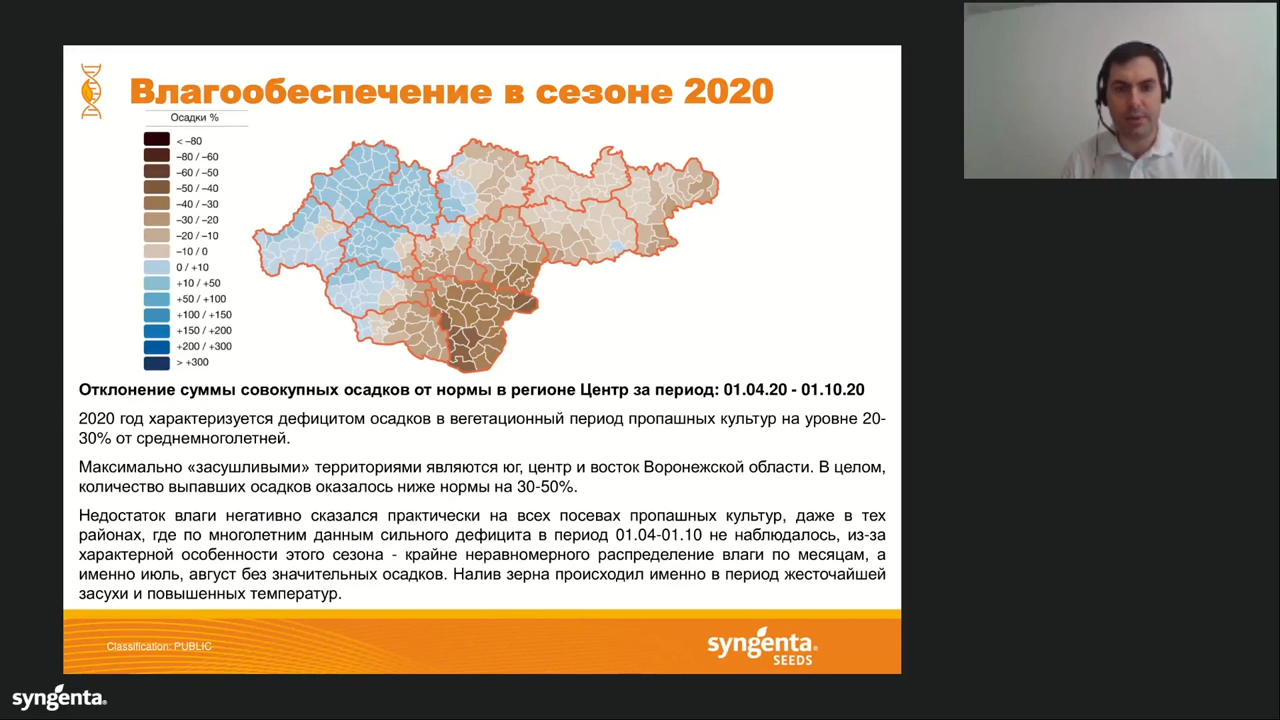 Влагообеспечение в сезоне 2020
Осадки %
< –80
–80 / –60
–60 / –50
–50 / –40
–40 / –30
–30 / –20
–20 / –10
–10 / 0
0 / +10
+10 / +50
+50 / +100
+100 / +150
+150 / +200
+200 / +300
> +300
Отклонение суммы совокупных осадков от нормы в регионе Центр за период: 01.04.20 - 01.10.20
2020 год характеризуется дефицитом осадков в вегетационный период пропашных культур на уровне 20-
30% от среднемноголетней.
Максимально «засушливыми» территориями являются юг, центр и восток Воронежской области. В целом,
количество выпавших осадков оказалось ниже нормы на 30-50%.
Недостаток влаги негативно сказался практически на всех посевах пропашных культур, даже в тех
районах, где по многолетним данным сильного дефицита в период 01.04-01.10 не наблюдалось, из-за
характерной особенности этого сезона - крайне неравномерного распределение влаги по месяцам, а
именно июль, август без значительных осадков. Налив зерна происходил именно в период жесточайшей
засухи и повышенных температур.
Classification: PUBLIC
syngenta
SEEDS
syngenta